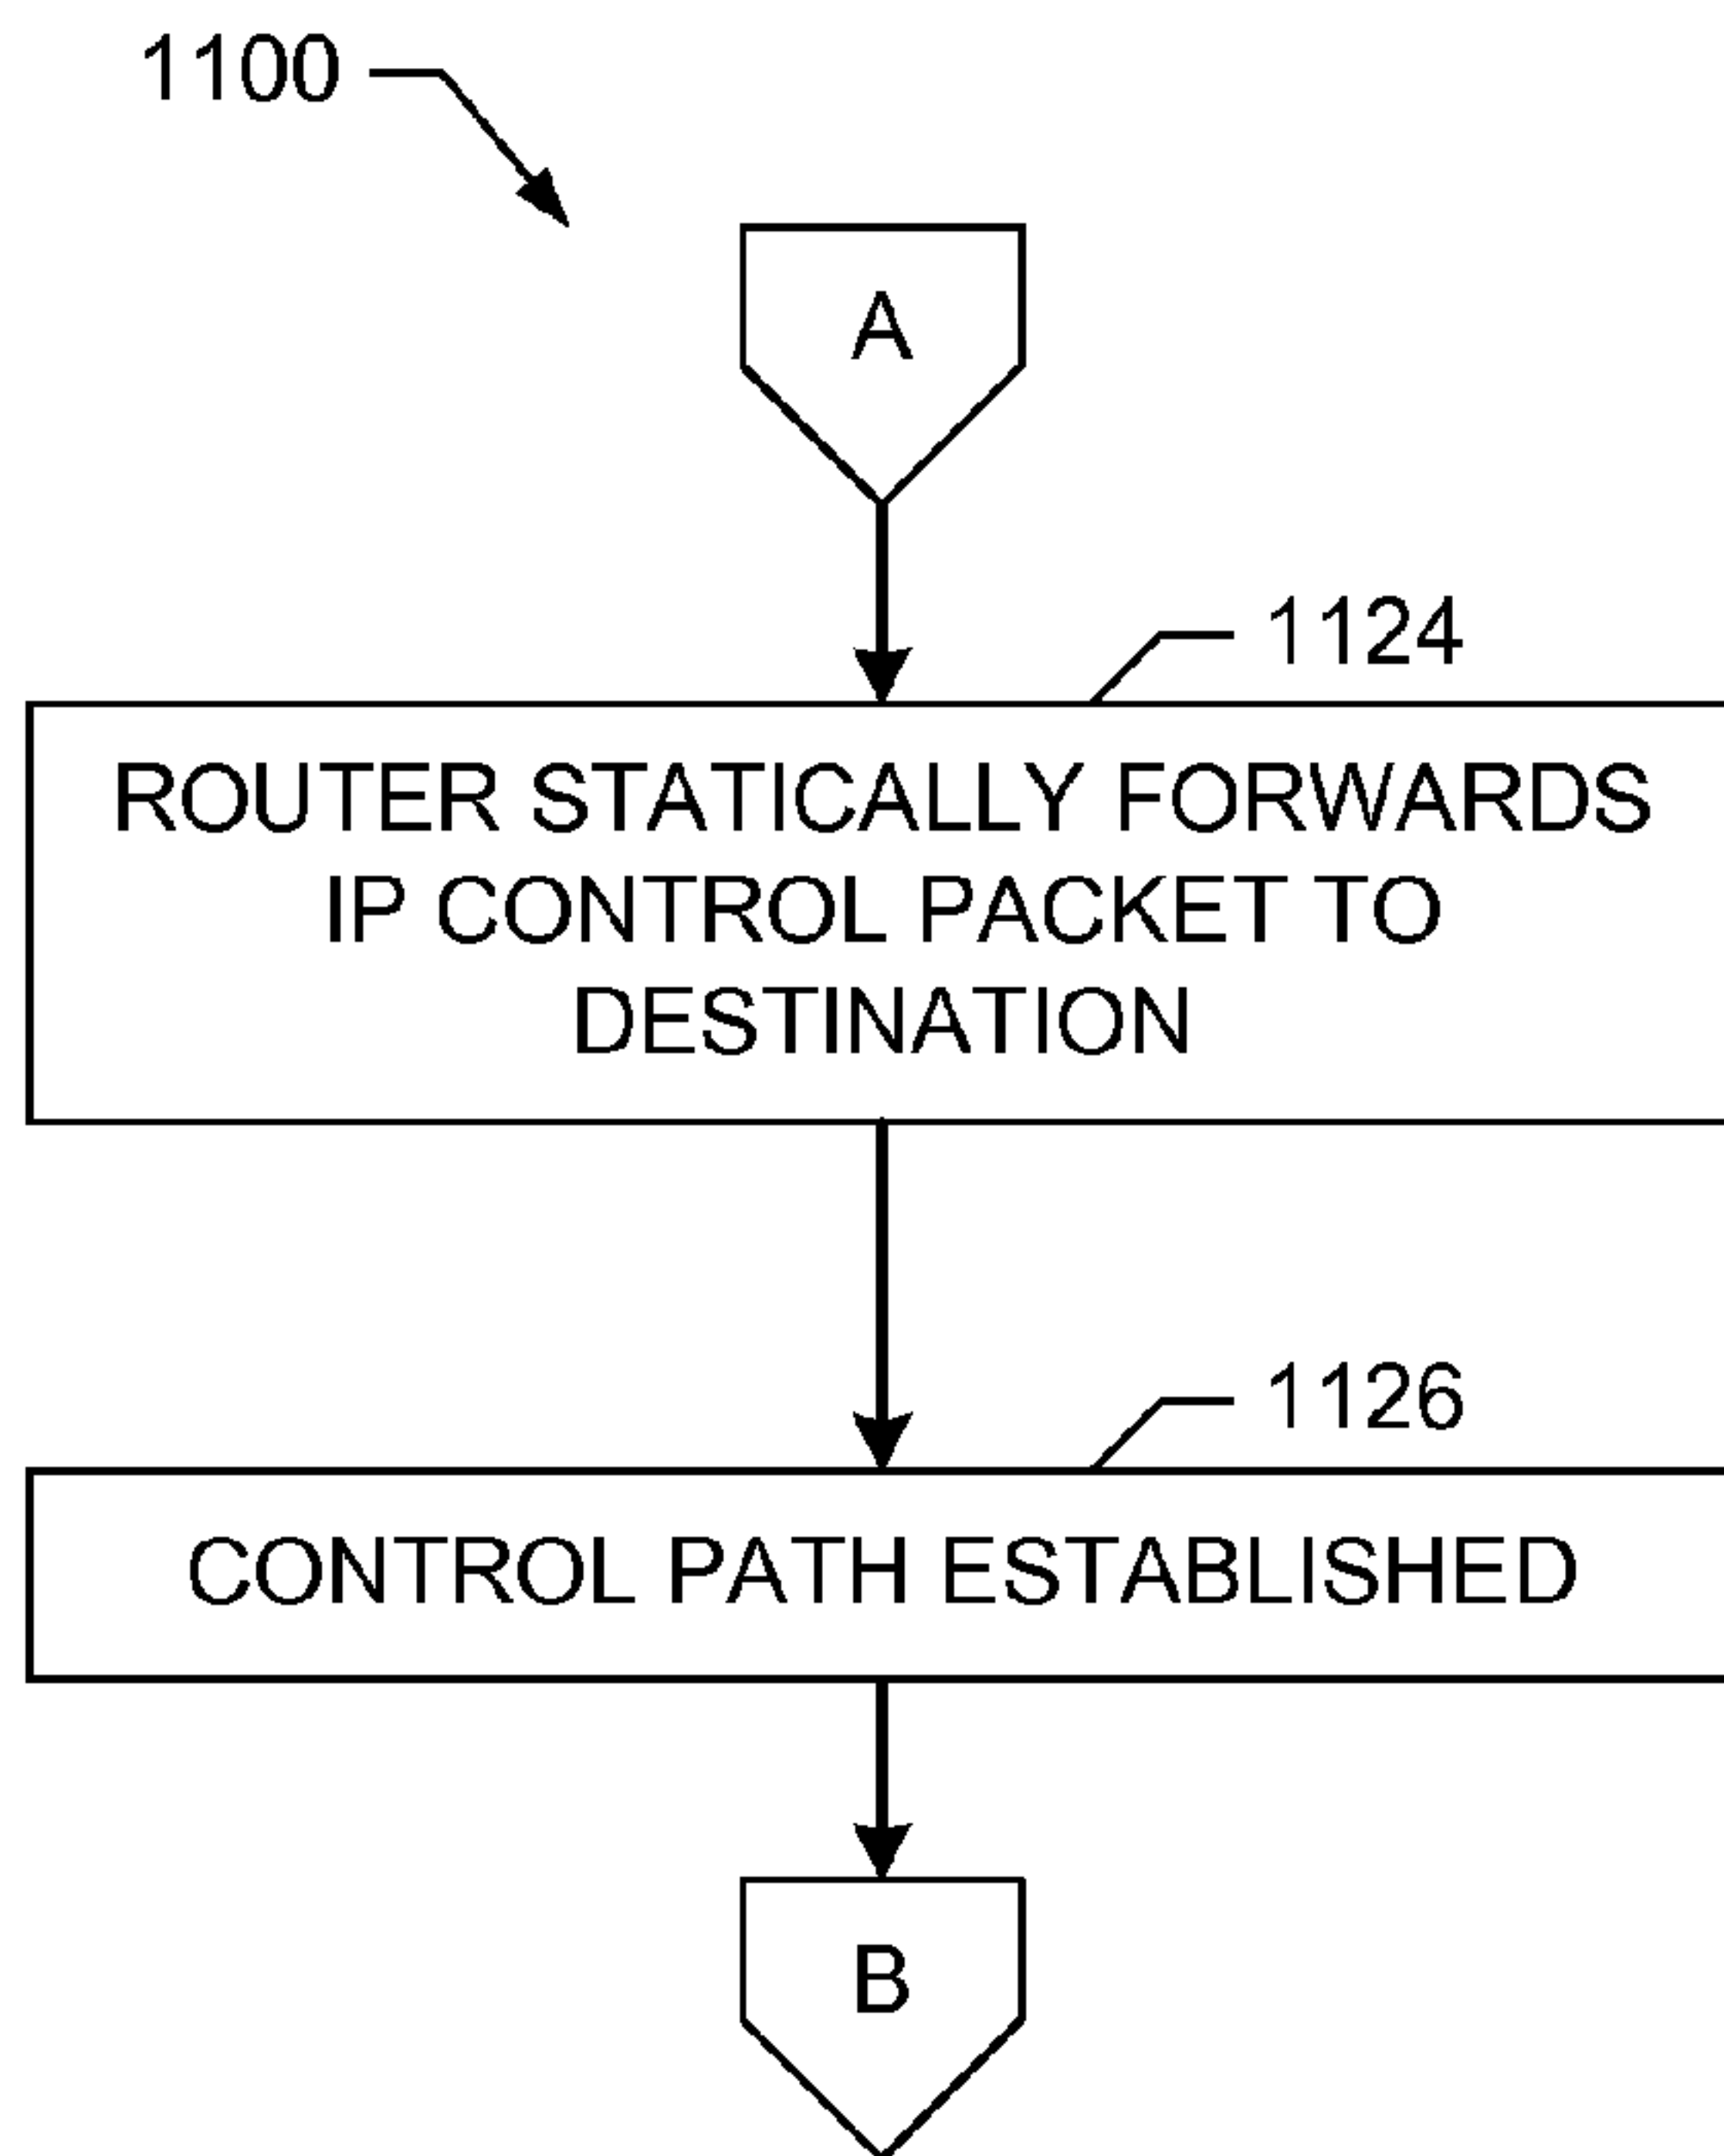 1100
A
1124
ROUTER STATICALLY FORWARDS
IP CONTROL PACKET TO
DESTINATION
1126
CONTROL PATH ESTABLISHED
B